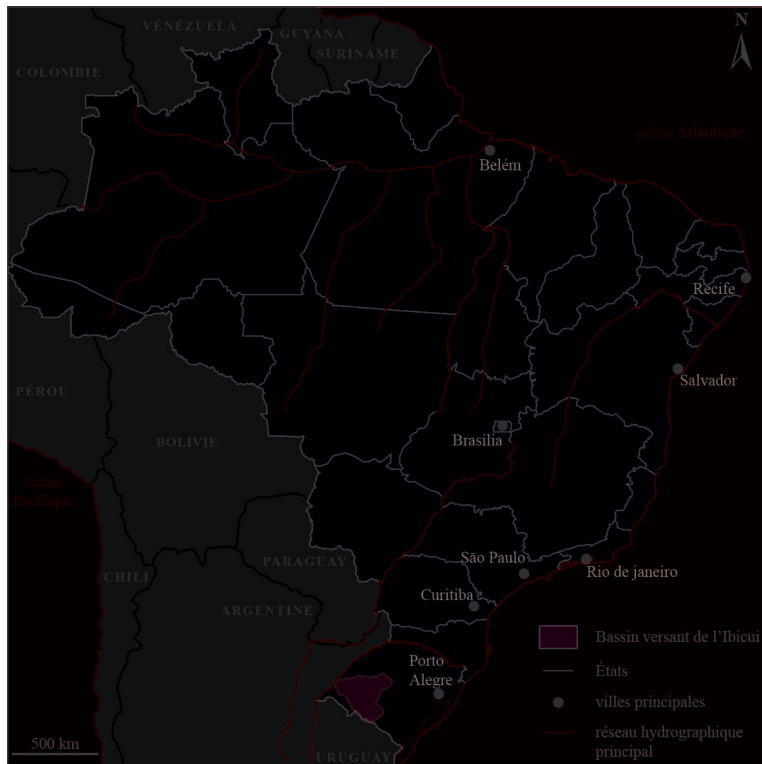 N
VÉNÉZUELA
GUYANA
SURINAME
COLOMBIE
océan Atlantique
Belém
Recife
Salvador
PÉROU
Brasilia
BOLIVIE
océan
Pacifique
PARAGUAY
São Paulo
Rio de janeiro
CHILI
Curitiba
ARGENTINE
Bassin versant de l'Ibicui
Porto
Alegre
États
villes principales
réseau hydrographique
principal
500 km
URUGUAY